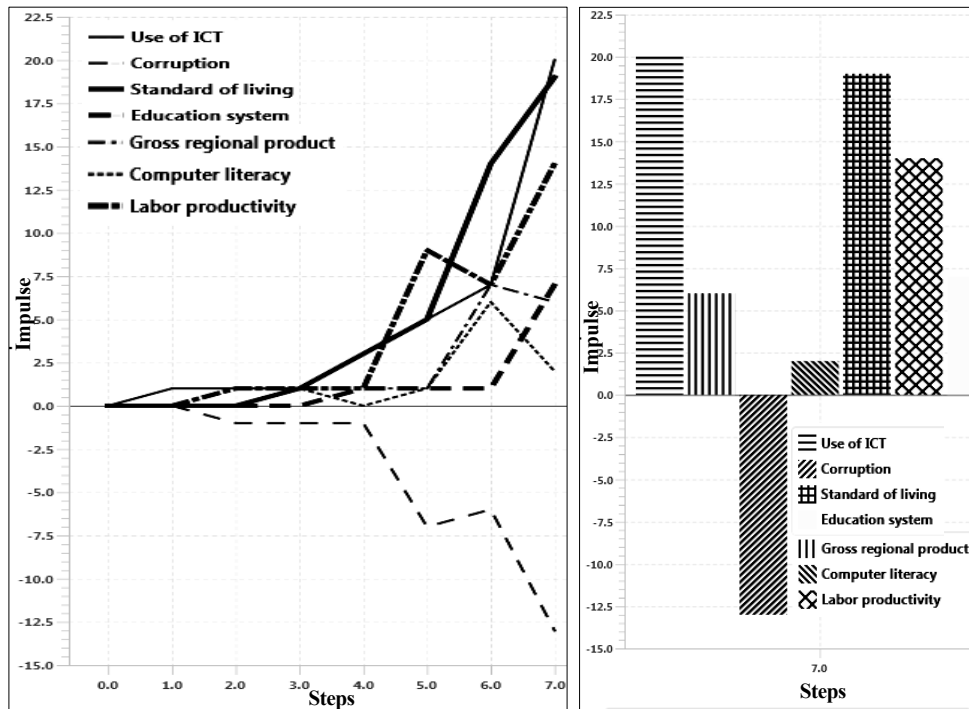 22.5
20.0
17.5
15.0
12.5
10.0
7.5
5.0
2.5
0.0
-2.5
-5.0
-7.5
-10.0
-12.5
-15.0
Impulse
Use of ICT
Corruption
Standard of living
Education system
Gross regional product
Computer literacy
Labor productivity
0.0 1.0 2.0 3.0 4.0 5.0 6.0 7.0
Steps
22.5
20.0
17.5
15.0
12.5
10.0
7.5
5.0
2.5
0.0
-2.5
-5.0
-7.5
-10.0
-12.5
-15.0
Impulse
Use of ICT
Corruption
Standard of living
Education system
Gross regional product
Computer literacy
Labor productivity
7.0
Steps